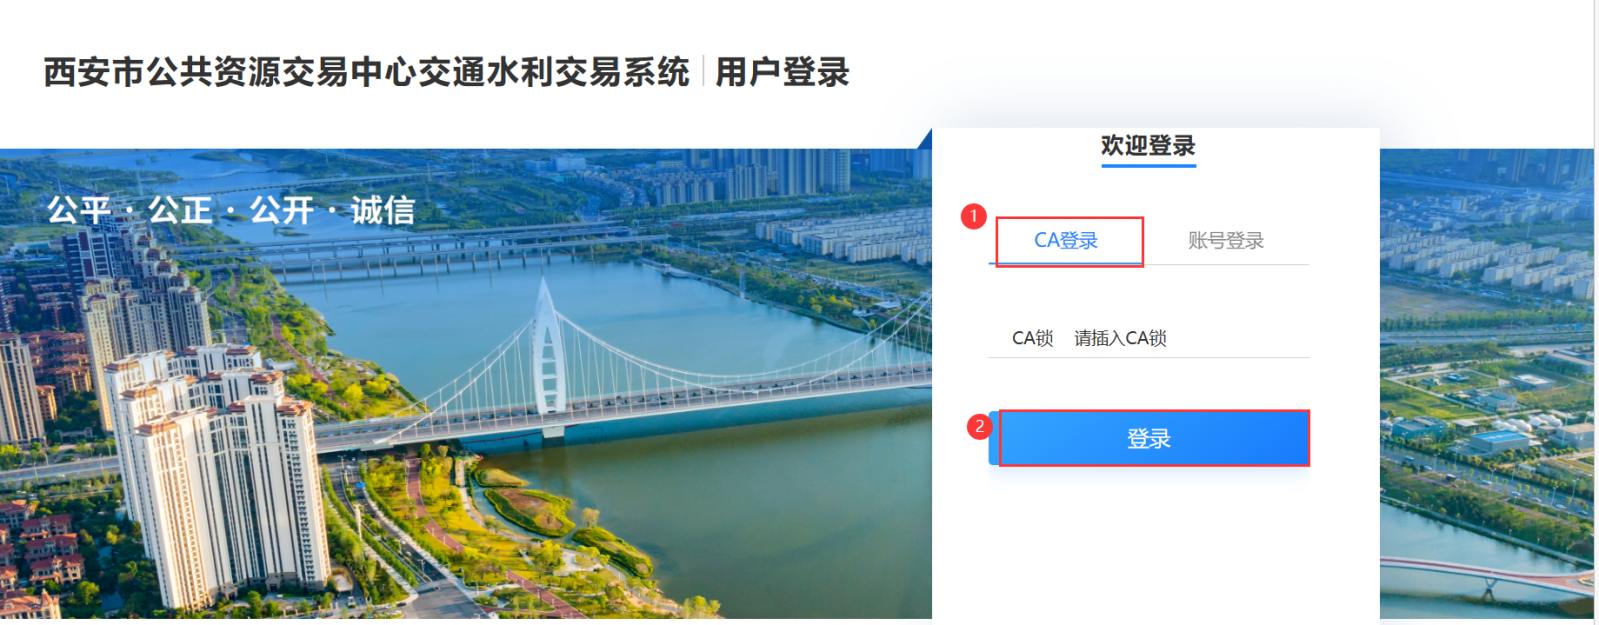 西安市公共资源交易中心交通水利交易系统 | 用户登录
欢迎登录
公平 · 公正 · 公开 · 诚信
1
CA登录 账号登录
CA锁 请插入CA锁
2
登录